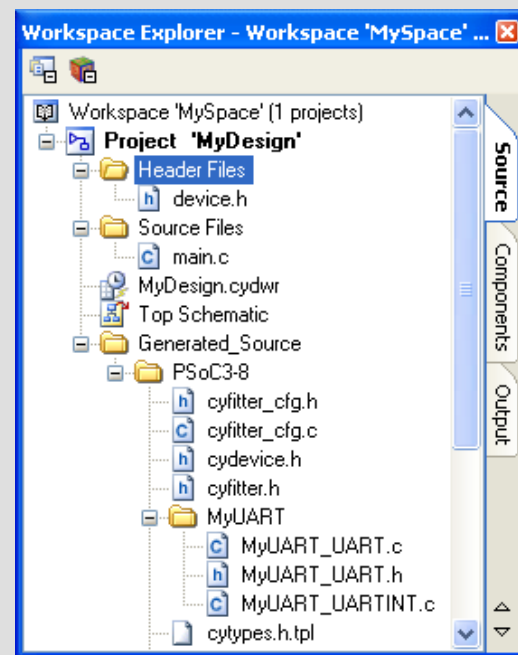 Workspace Explorer - Workspace 'MySpace' ...
Workspace 'MySpace' (1 projects)
Project 'MyDesign'
Header Files
h device.h
Source Files
c main.c
MyDesign.cydwr
Top Schematic
Generated_Source
PSoC3-8
h cyfitter_cfg.h
c cyfitter_cfg.c
h cydevice.h
h cyfitter.h
MyUART
c MyUART_UART.c
h MyUART_UART.h
c MyUART_UARTINT.c
cytypes.h.tpl
Source
Components
Output